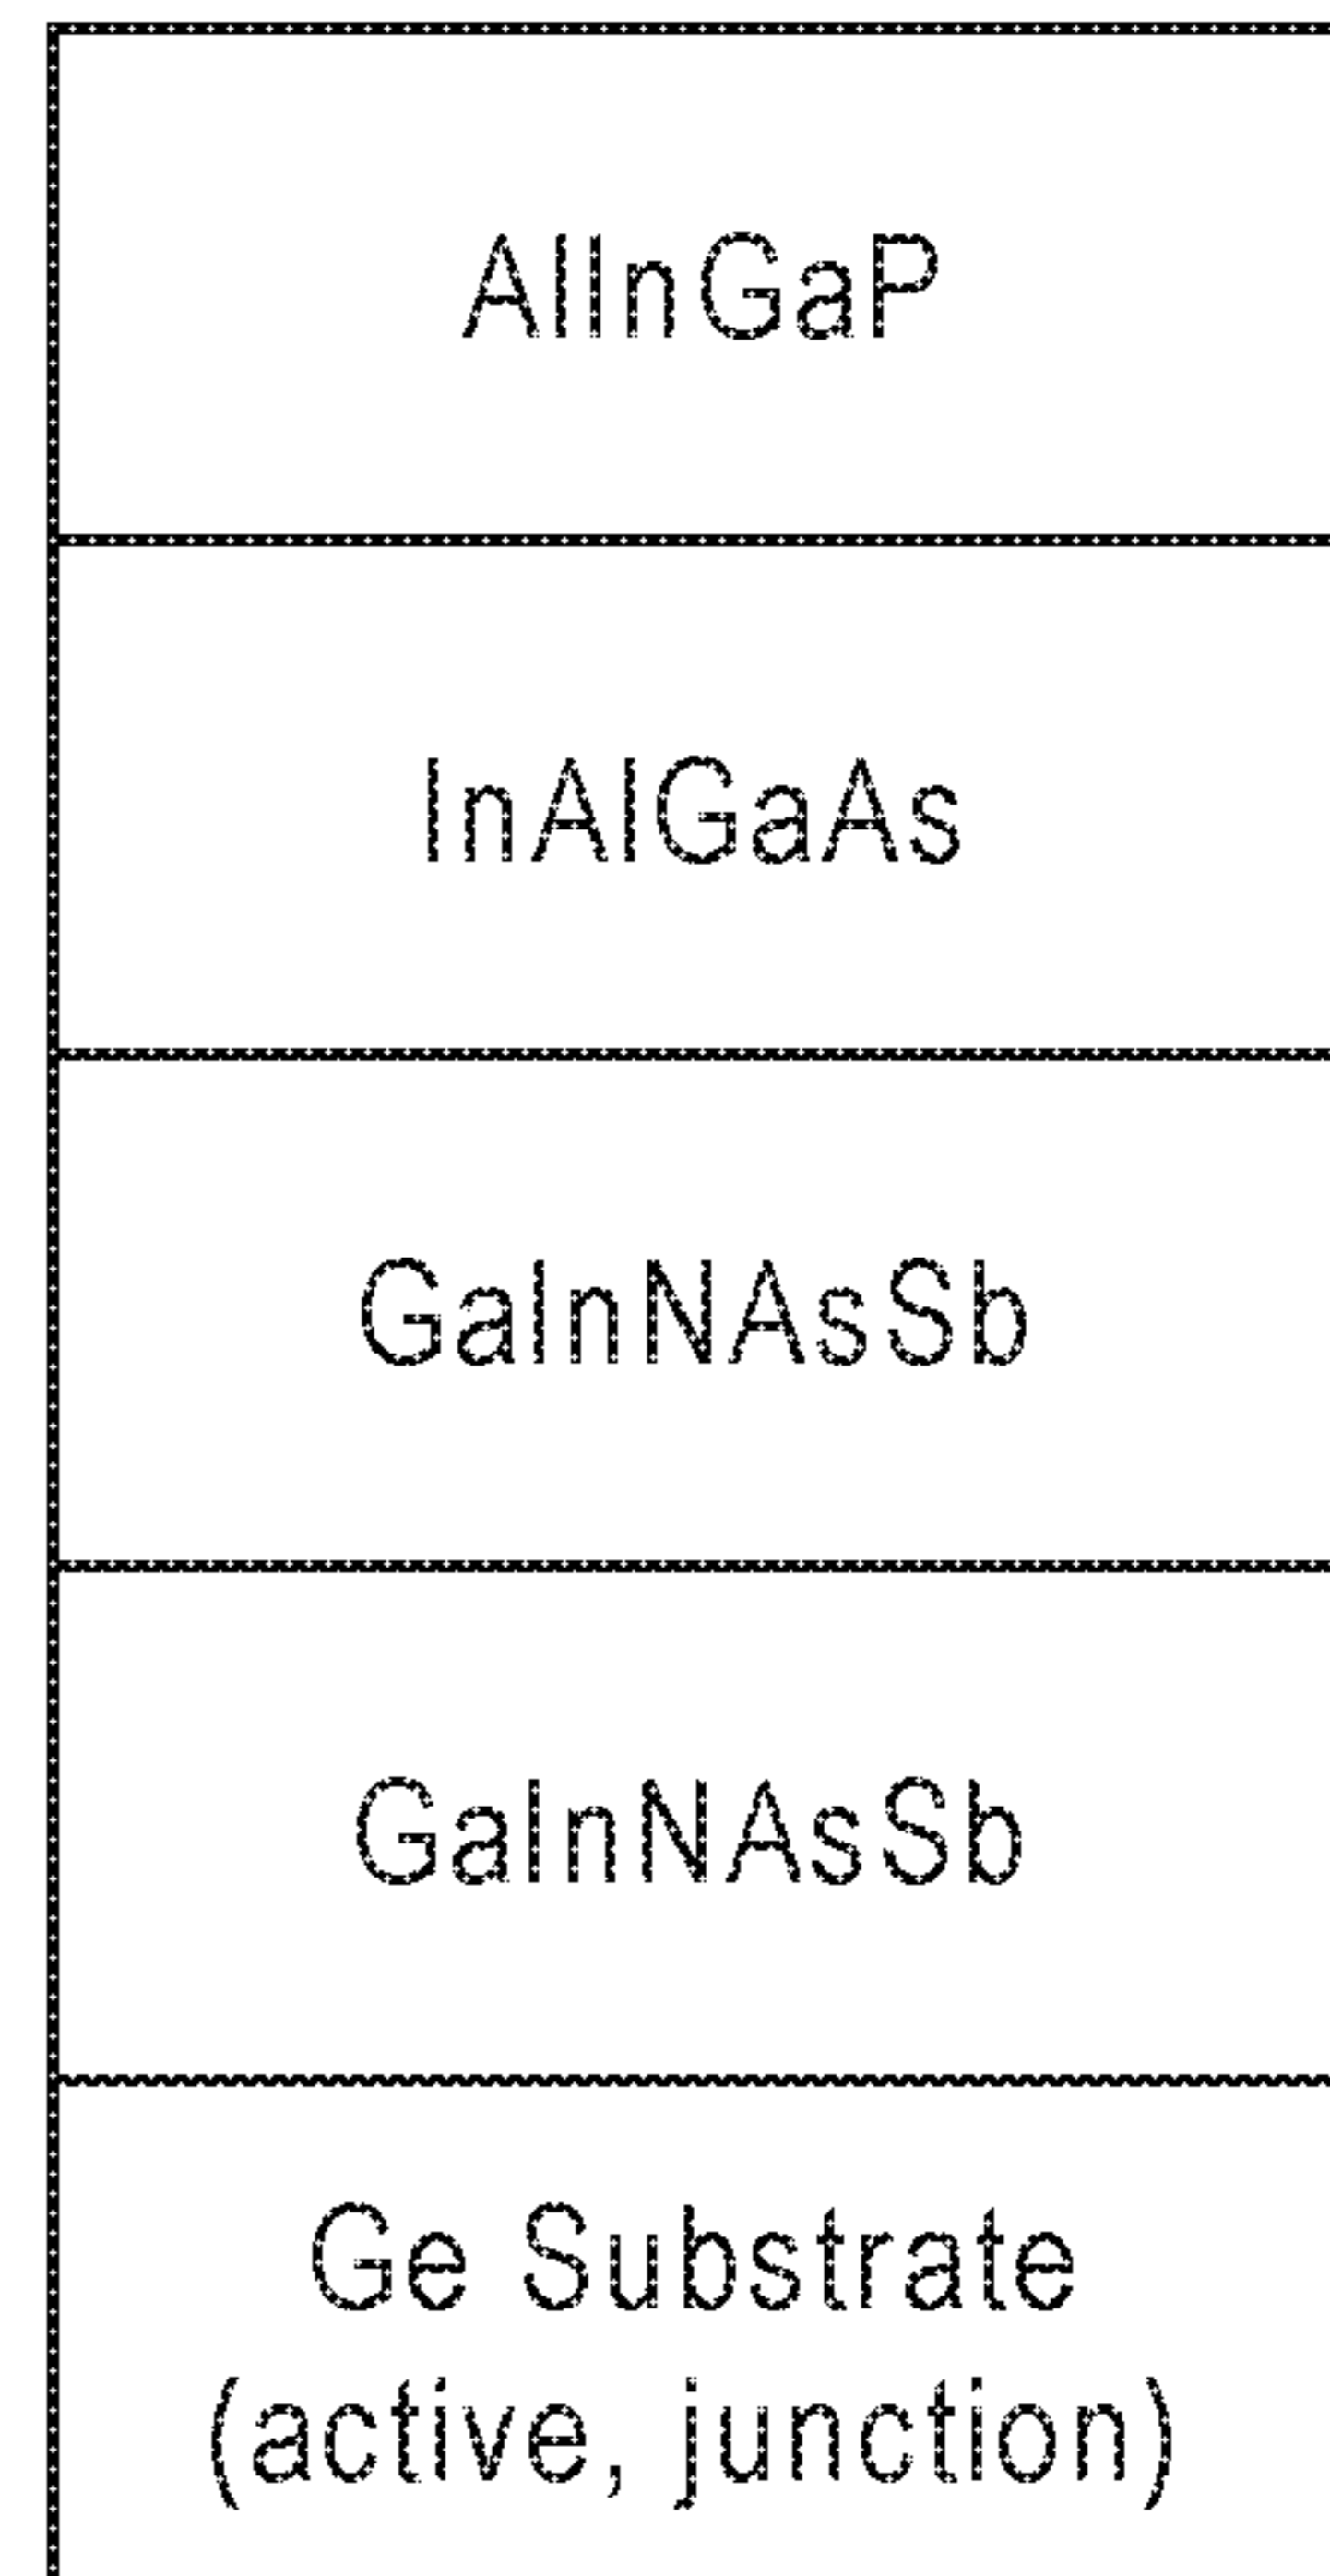 AlInGaP
InAlGaAs
GaInNAsSb
GaInNAsSb
Ge Substrate
(active, junction)